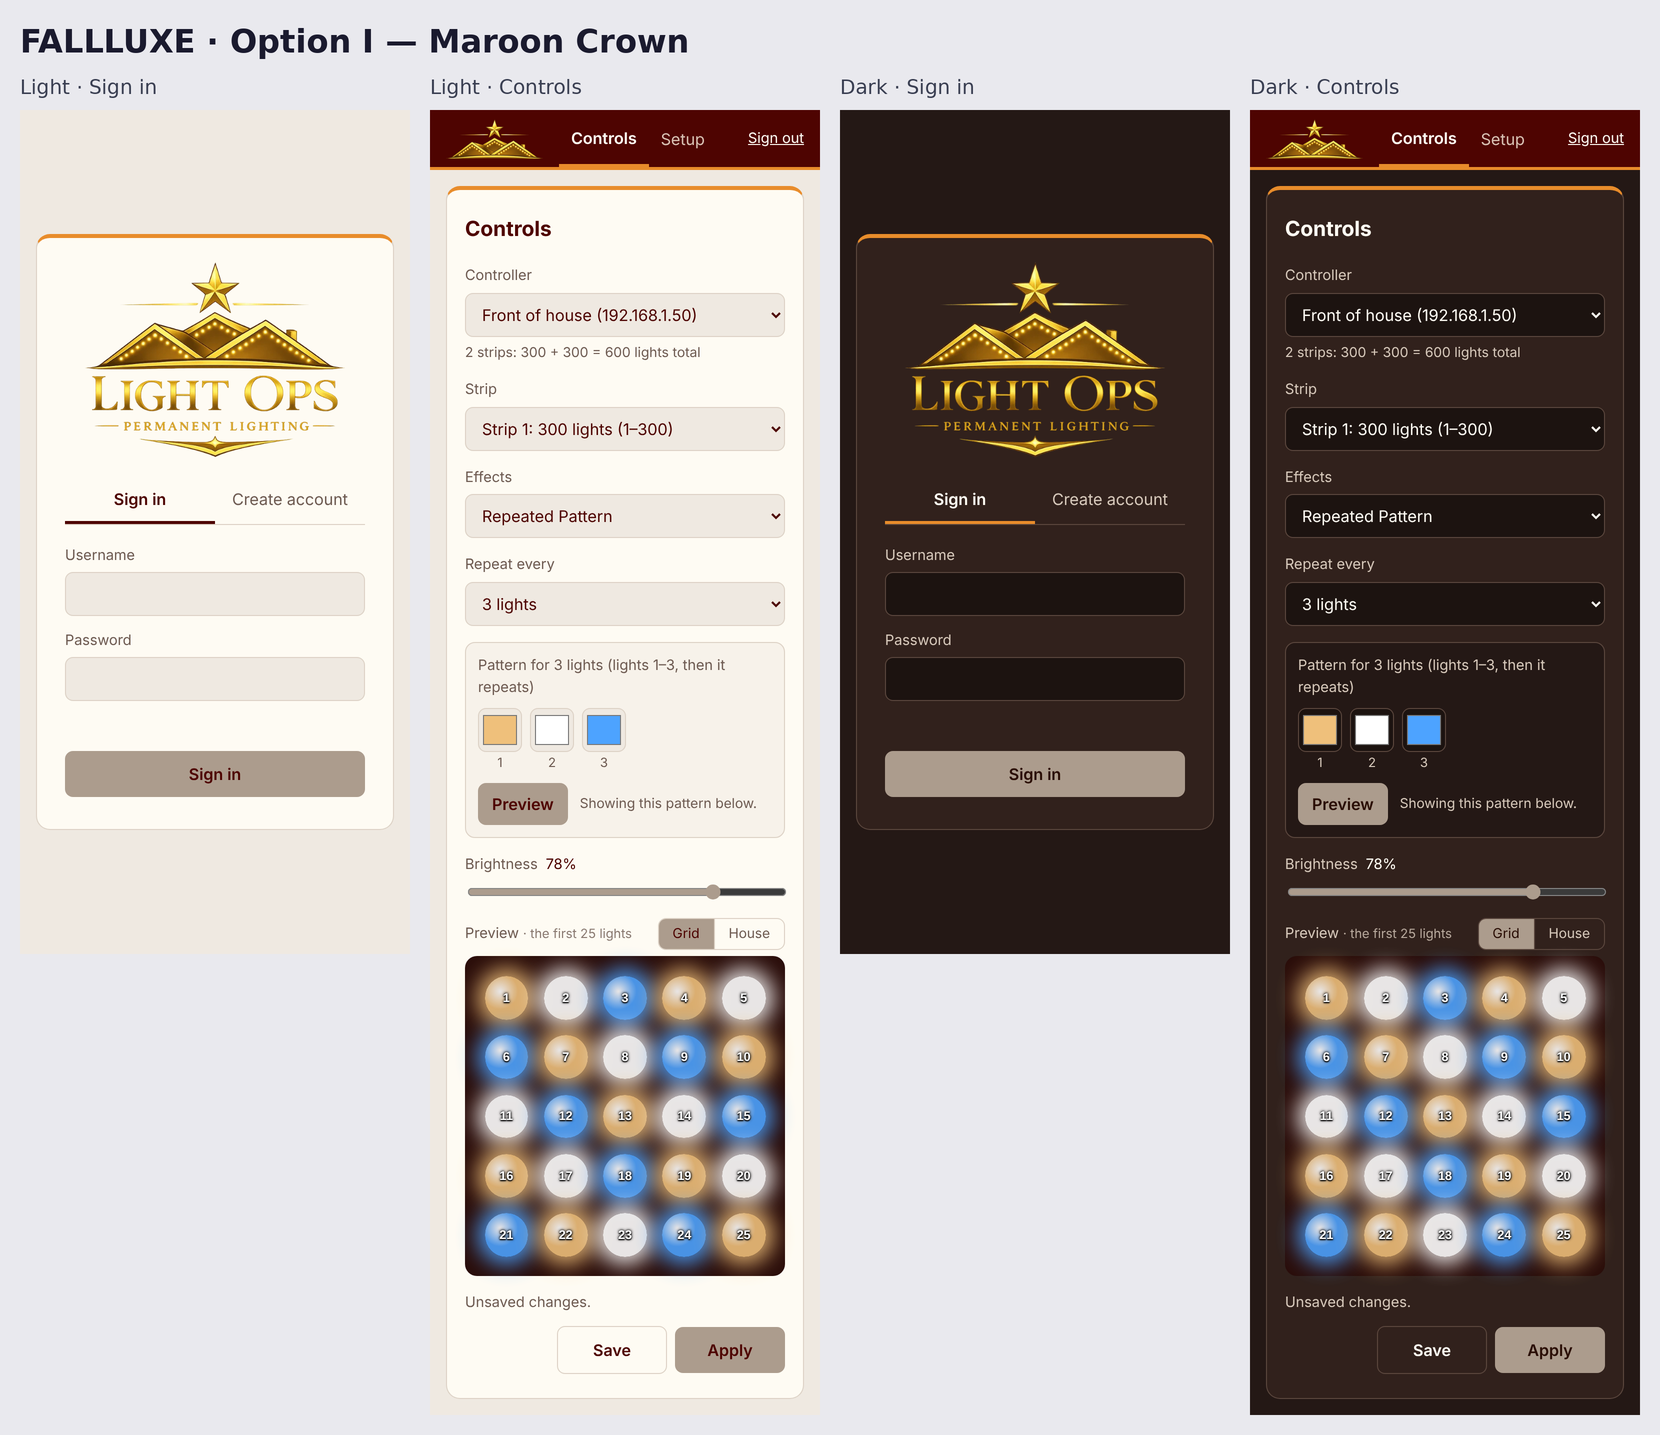 FALLLUXE · Option I — Maroon Crown
Light · Sign in
LIGHT OPS
PERMANENT LIGHTING
Sign in
Create account
Username
Password
Sign in
Light · Controls
Controls
Setup
Sign out
Controls
Controller
Front of house (192.168.1.50)
2 strips: 300 + 300 = 600 lights total
Strip
Strip 1: 300 lights (1–300)
Effects
Repeated Pattern
Repeat every
3 lights
Pattern for 3 lights (lights 1–3, then it
repeats)
1 2 3
Preview Showing this pattern below.
Brightness 78%
Preview · the first 25 lights Grid House
1 2 3 4 5
6 7 8 9 10
11 12 13 14 15
16 17 18 19 20
21 22 23 24 25
Unsaved changes.
Save Apply
Dark · Sign in
LIGHT OPS
PERMANENT LIGHTING
Sign in
Create account
Username
Password
Sign in
Dark · Controls
Controls
Setup
Sign out
Controls
Controller
Front of house (192.168.1.50)
2 strips: 300 + 300 = 600 lights total
Strip
Strip 1: 300 lights (1–300)
Effects
Repeated Pattern
Repeat every
3 lights
Pattern for 3 lights (lights 1–3, then it
repeats)
1 2 3
Preview Showing this pattern below.
Brightness 78%
Preview · the first 25 lights Grid House
1 2 3 4 5
6 7 8 9 10
11 12 13 14 15
16 17 18 19 20
21 22 23 24 25
Unsaved changes.
Save Apply